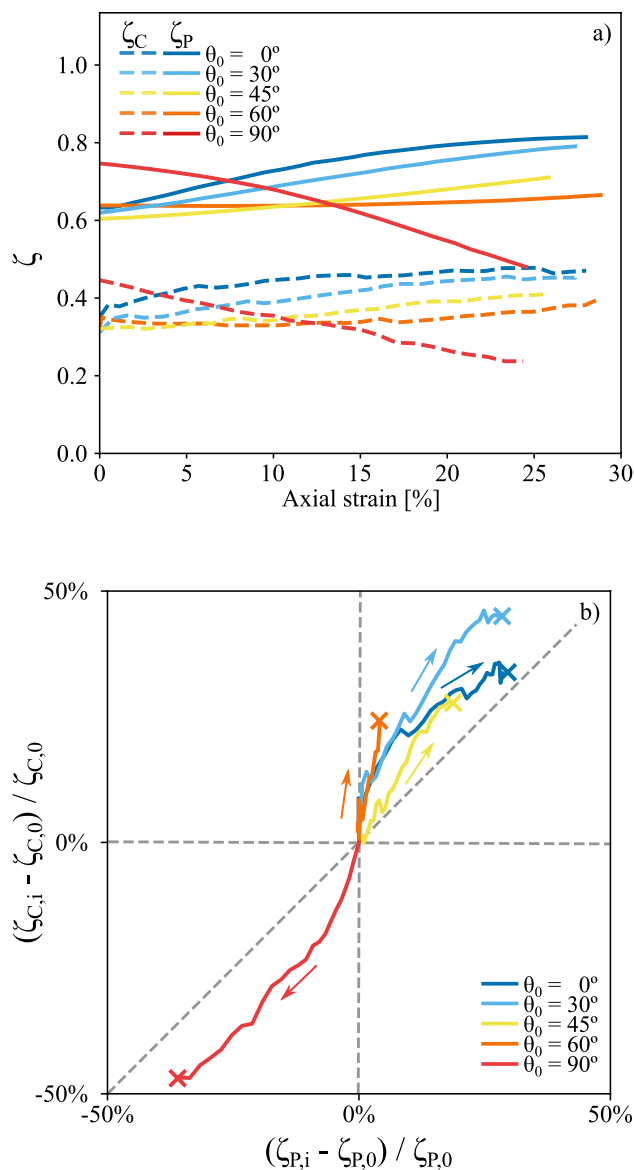 a)
ζC ζP
θ0 = 0º
θ0 = 30º
θ0 = 45º
θ0 = 60º
θ0 = 90º
1.0
0.8
0.6
0.4
0.2
0.0
ζ
0 5 10 15 20 25 30
Axial strain [%]
b)
50%
0%
-50%
(ζC,i - ζC,0) / ζC,0
θ0 = 0º
θ0 = 30º
θ0 = 45º
θ0 = 60º
θ0 = 90º
-50% 0% 50%
(ζP,i - ζP,0) / ζP,0